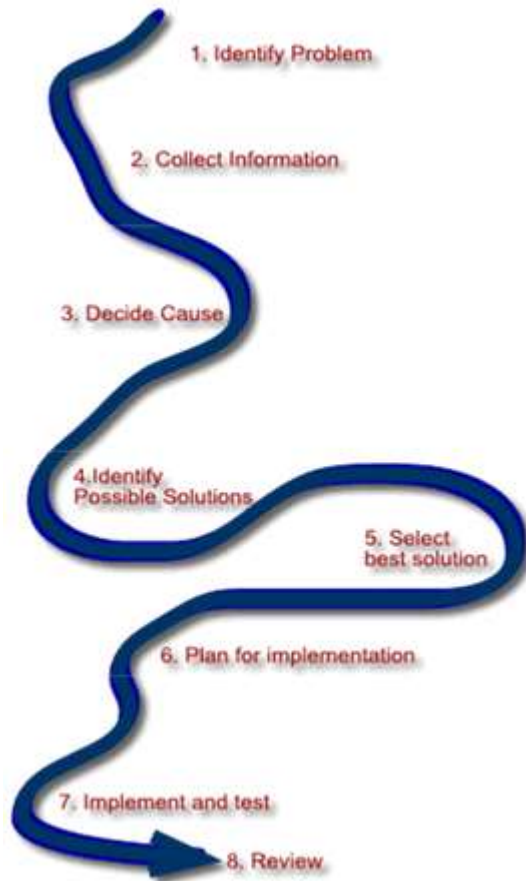 1. Identify Problem
2. Collect Information
3. Decide Cause
4.Identify
Possible Solutions
5. Select
best solution
6. Plan for implementation
7. Implement and test
8. Review